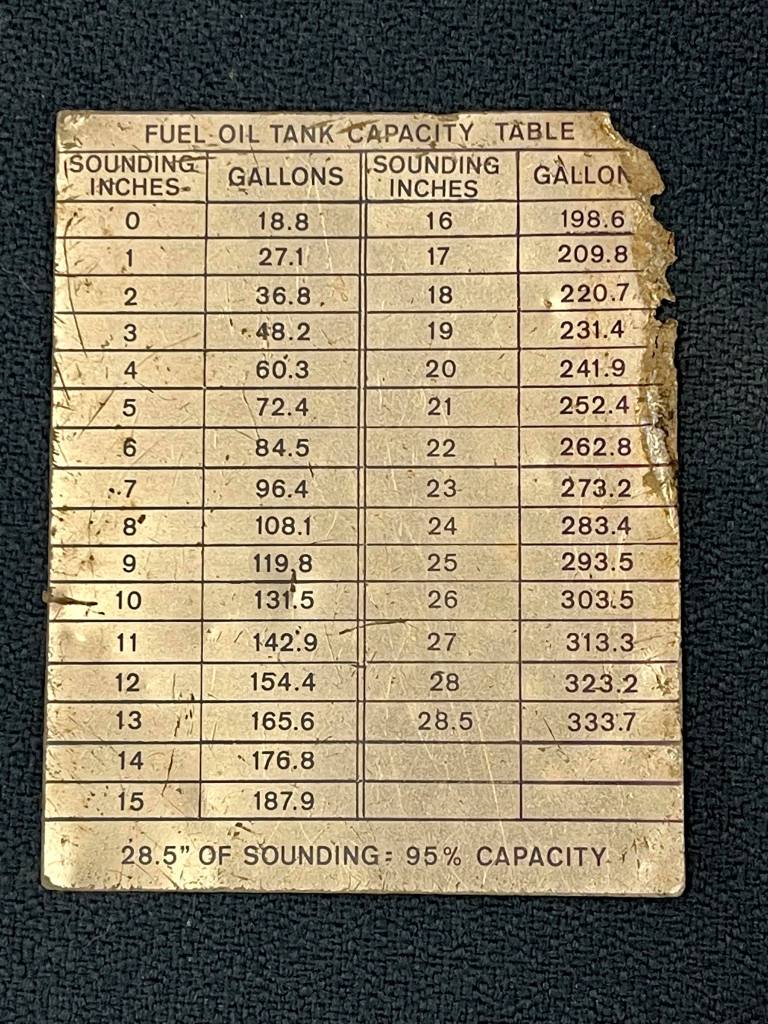 FUEL OIL TANK CAPACITY TABLE
SOUNDING INCHES GALLONS SOUNDING INCHES GALLON
0 18.8 16 198.6
1 27.1 17 209.8
2 36.8 18 220.7
3 48.2 19 231.4
4 60.3 20 241.9
5 72.4 21 252.4
6 84.5 22 262.8
7 96.4 23 273.2
8 108.1 24 283.4
9 119.8 25 293.5
10 131.5 26 303.5
11 142.9 27 313.3
12 154.4 28 323.2
13 165.6 28.5 333.7
14 176.8
15 187.9
28.5" OF SOUNDING = 95% CAPACITY